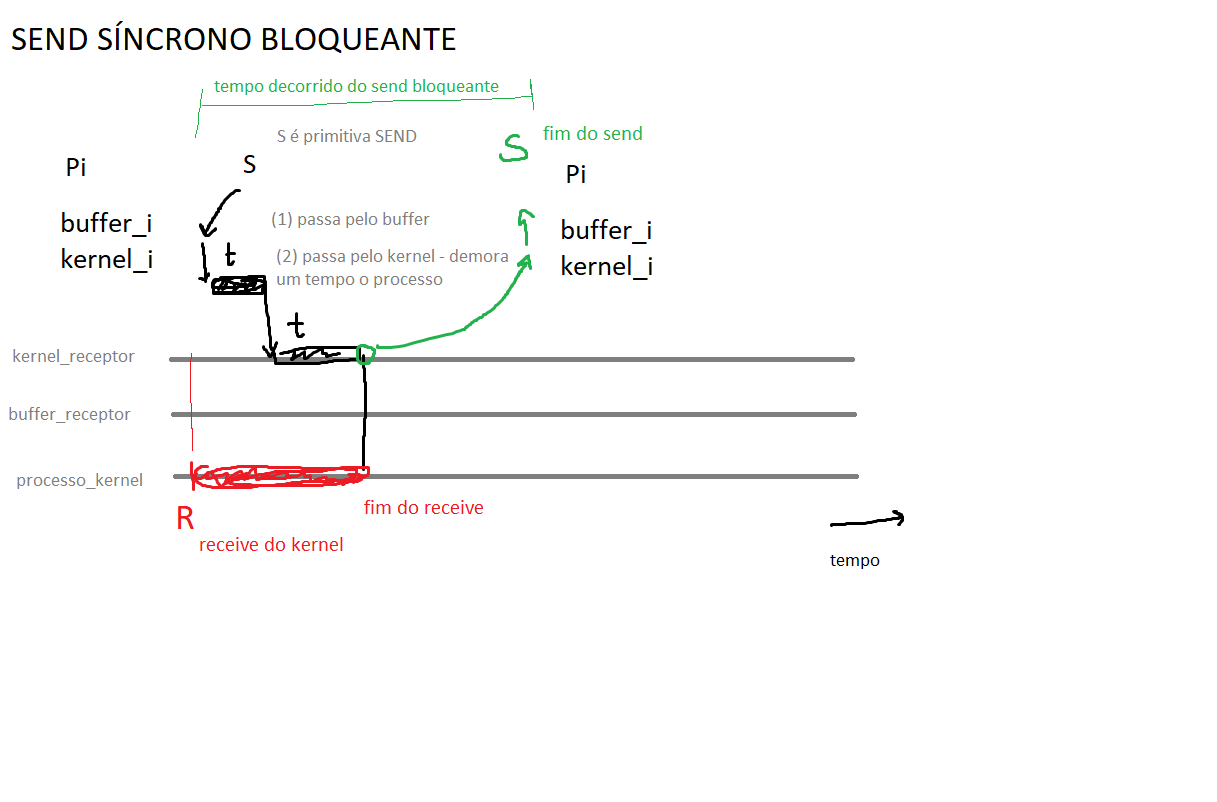 SEND SÍNCRONO BLOQUEANTE
tempo decorrido do send bloqueante
S é primitiva SEND
S
fim do send
Pi
S
Pi
buffer_i
(1) passa pelo buffer
buffer_i
kernel_i
t
(2) passa pelo kernel - demora
um tempo o processo
kernel_i
t
kernel_receptor
buffer_receptor
processo_kernel
R
fim do receive
receive do kernel
tempo